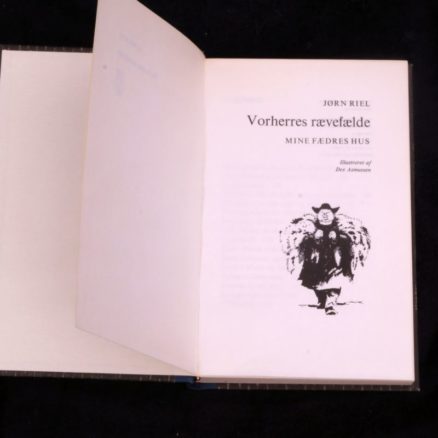 JØRN RIEL
Vorherres rævefælde
MINE FÆDRES HUS
Illustreret af
Des Asmussen